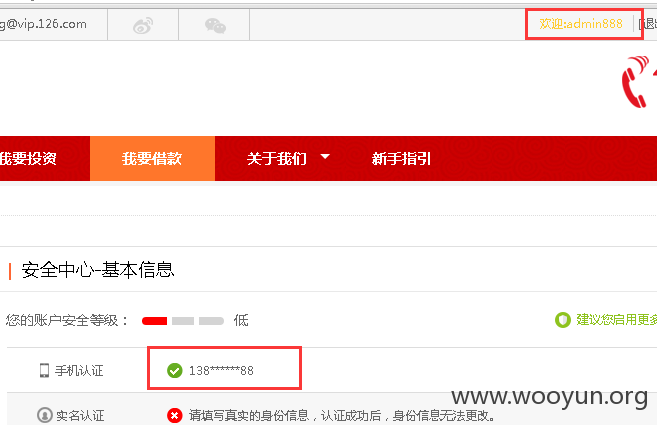 g@vip.126.com 欢迎:admin888 [退出
我要投资 我要借款 关于我们 新手指引
安全中心-基本信息
您的账户安全等级： 低 建议您启用更多
手机认证 138******88
实名认证 请填写真实的身份信息，认证成功后，身份信息无法更改。
www.wooyun.org